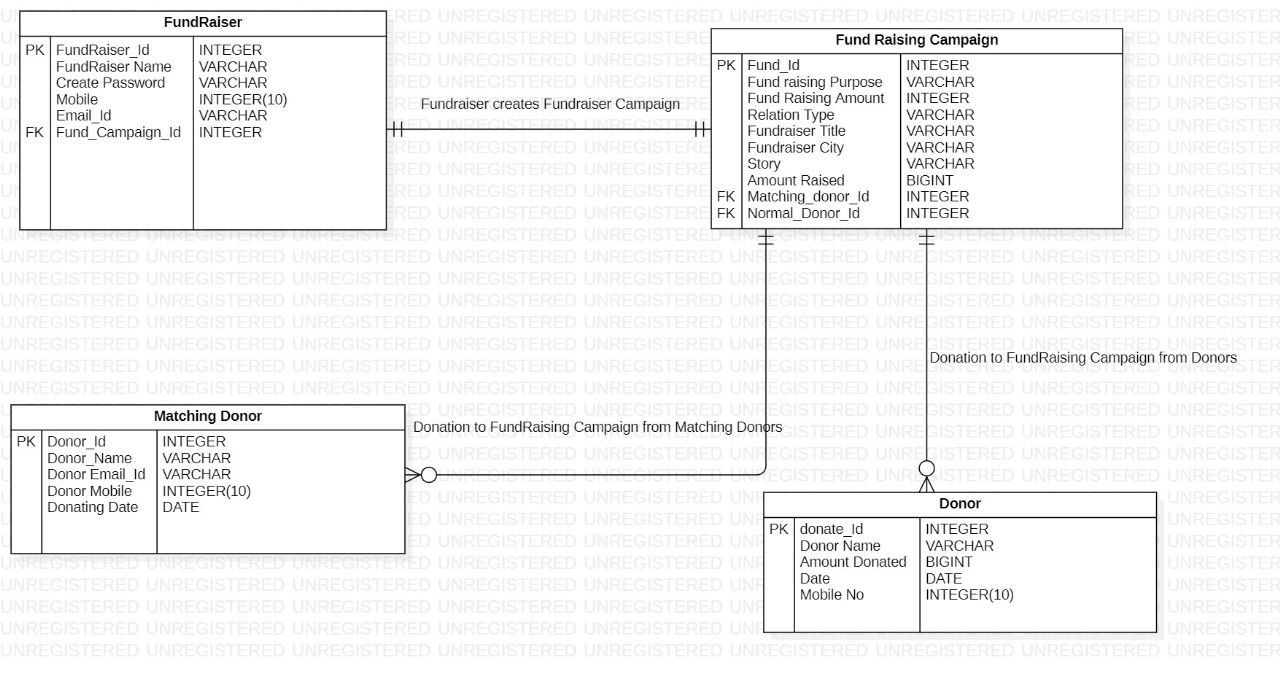 FundRaiser
PK FundRaiser_Id INTEGER
FundRaiser Name VARCHAR
Create Password VARCHAR
Mobile INTEGER(10)
Email_Id VARCHAR
FK Fund_Campaign_Id INTEGER
Fundraiser creates Fundraiser Campaign
Fund Raising Campaign
PK Fund_Id INTEGER
Fund raising Purpose VARCHAR
Fund Raising Amount INTEGER
Relation Type VARCHAR
Fundraiser Title VARCHAR
Fundraiser City VARCHAR
Story VARCHAR
Amount Raised BIGINT
FK Matching_donor_Id INTEGER
FK Normal_Donor_Id INTEGER
Donation to FundRaising Campaign from Donors
Matching Donor
PK Donor_Id INTEGER
Donor_Name VARCHAR
Donor Email_Id VARCHAR
Donor Mobile INTEGER(10)
Donating Date DATE
Donation to FundRaising Campaign from Matching Donors
Donor
PK donate_Id INTEGER
Donor Name VARCHAR
Amount Donated BIGINT
Date DATE
Mobile No INTEGER(10)
UNREGISTERED UNREGISTERED UNREGISTERED UNREGISTERED UNREGISTERED UNREGISTERED UNREGISTERED UNREGISTERED